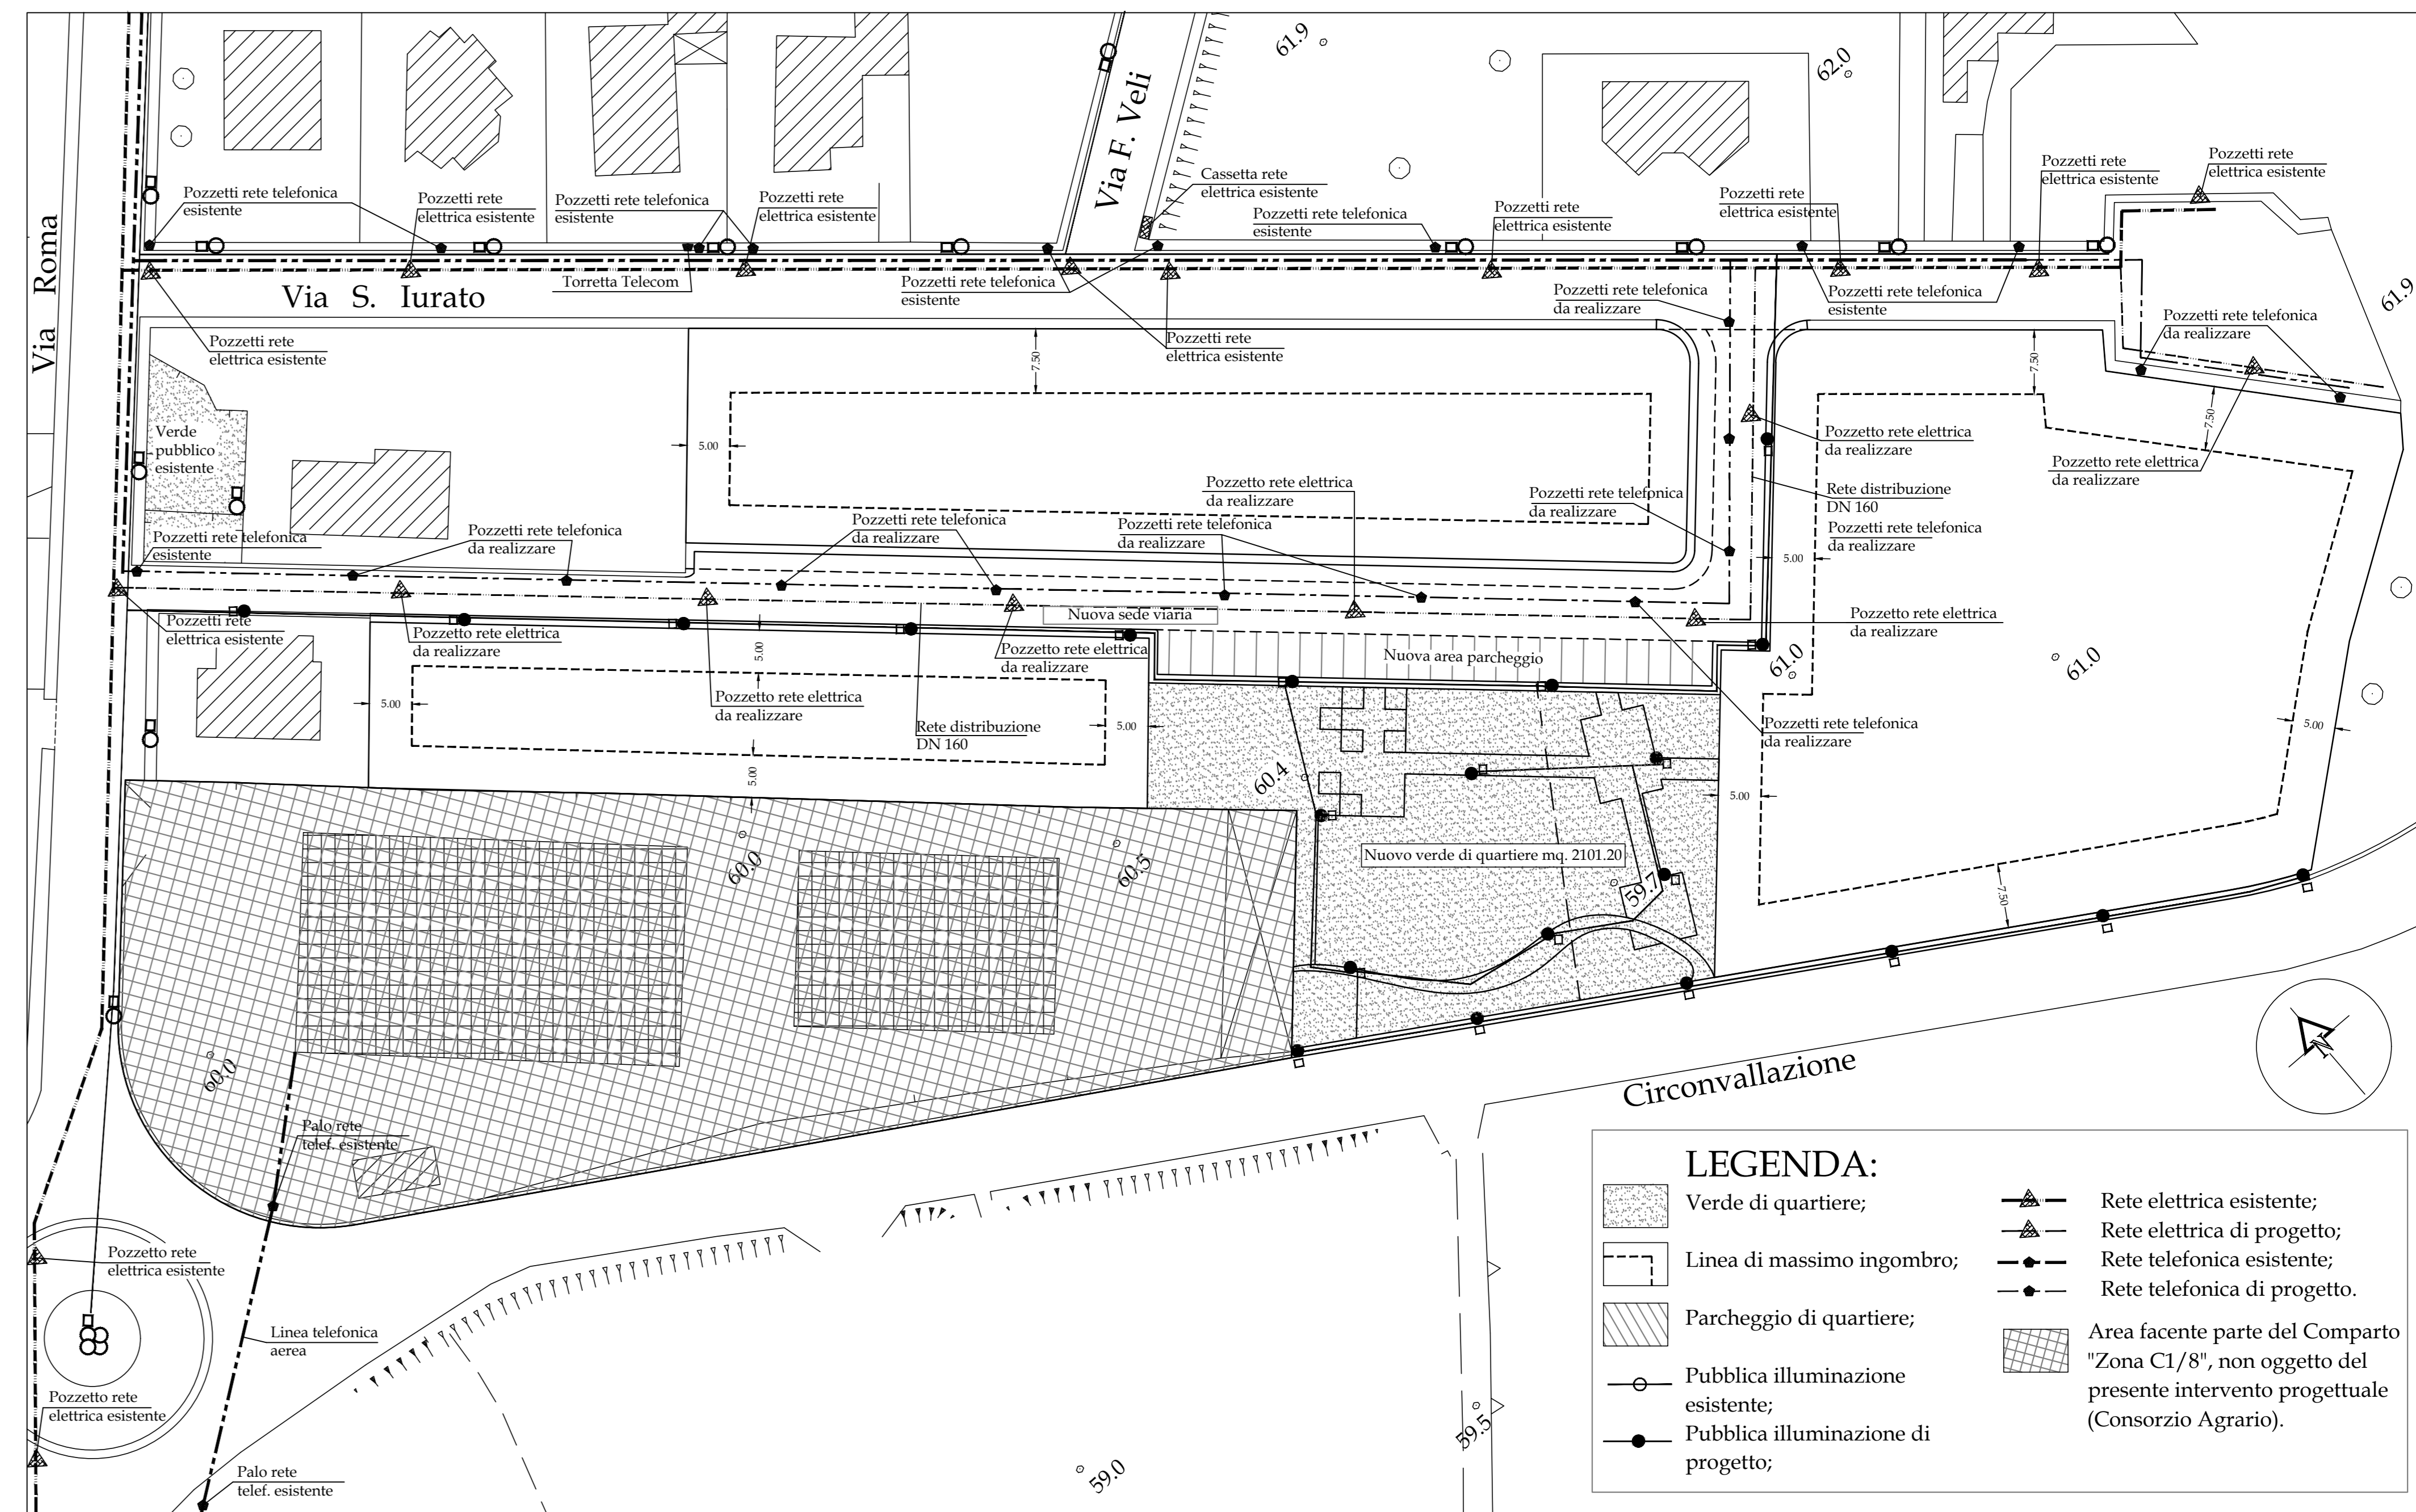 61.9
62.0
Via F. Veli
Cassetta rete
elettrica esistente
Pozzetti rete
elettrica esistente
Pozzetti rete
elettrica esistente
Pozzetti rete telefonica
esistente
Pozzetti rete
elettrica esistente
Pozzetti rete telefonica
esistente
Pozzetti rete
elettrica esistente
Pozzetti rete telefonica
esistente
Pozzetti rete
elettrica esistente
Pozzetti rete
elettrica esistente
Via Roma
Via S. Iurato
Torretta Telecom
Pozzetti rete telefonica
esistente
Pozzetti rete telefonica
da realizzare
Pozzetti rete telefonica
esistente
61.9
Pozzetti rete telefonica
da realizzare
Pozzetti rete
elettrica esistente
Pozzetti rete
elettrica esistente
7.50
7.50
7.50
Verde
pubblico
esistente
5.00
Pozzetto rete elettrica
da realizzare
Pozzetto rete elettrica
da realizzare
Pozzetto rete elettrica
da realizzare
Pozzetti rete telefonica
da realizzare
Rete distribuzione
DN 160
Pozzetti rete telefonica
da realizzare
Pozzetti rete telefonica
esistente
Pozzetti rete telefonica
da realizzare
Pozzetti rete telefonica
da realizzare
Pozzetti rete telefonica
da realizzare
5.00
Nuova sede viaria
Pozzetto rete elettrica
da realizzare
Pozzetti rete
elettrica esistente
Pozzetto rete elettrica
da realizzare
5.00
Pozzetto rete elettrica
da realizzare
Nuova area parcheggio
61.0
61.0
5.00
Pozzetto rete elettrica
da realizzare
Rete distribuzione
DN 160
5.00
Pozzetti rete telefonica
da realizzare
5.00
5.00
60.4
5.00
60.0
60.5
Nuovo verde di quartiere mq. 2101.20
59.7
7.50
60.0
Circonvallazione
N
Palo rete
telef. esistente
Pozzetto rete
elettrica esistente
Linea telefonica
aerea
Pozzetto rete
elettrica esistente
Palo rete
telef. esistente
59.0
59.5
LEGENDA:
Verde di quartiere;
Linea di massimo ingombro;
Parcheggio di quartiere;
Pubblica illuminazione
esistente;
Pubblica illuminazione di
progetto;
Rete elettrica esistente;
Rete elettrica di progetto;
Rete telefonica esistente;
Rete telefonica di progetto.
Area facente parte del Comparto
"Zona C1/8", non oggetto del
presente intervento progettuale
(Consorzio Agrario).